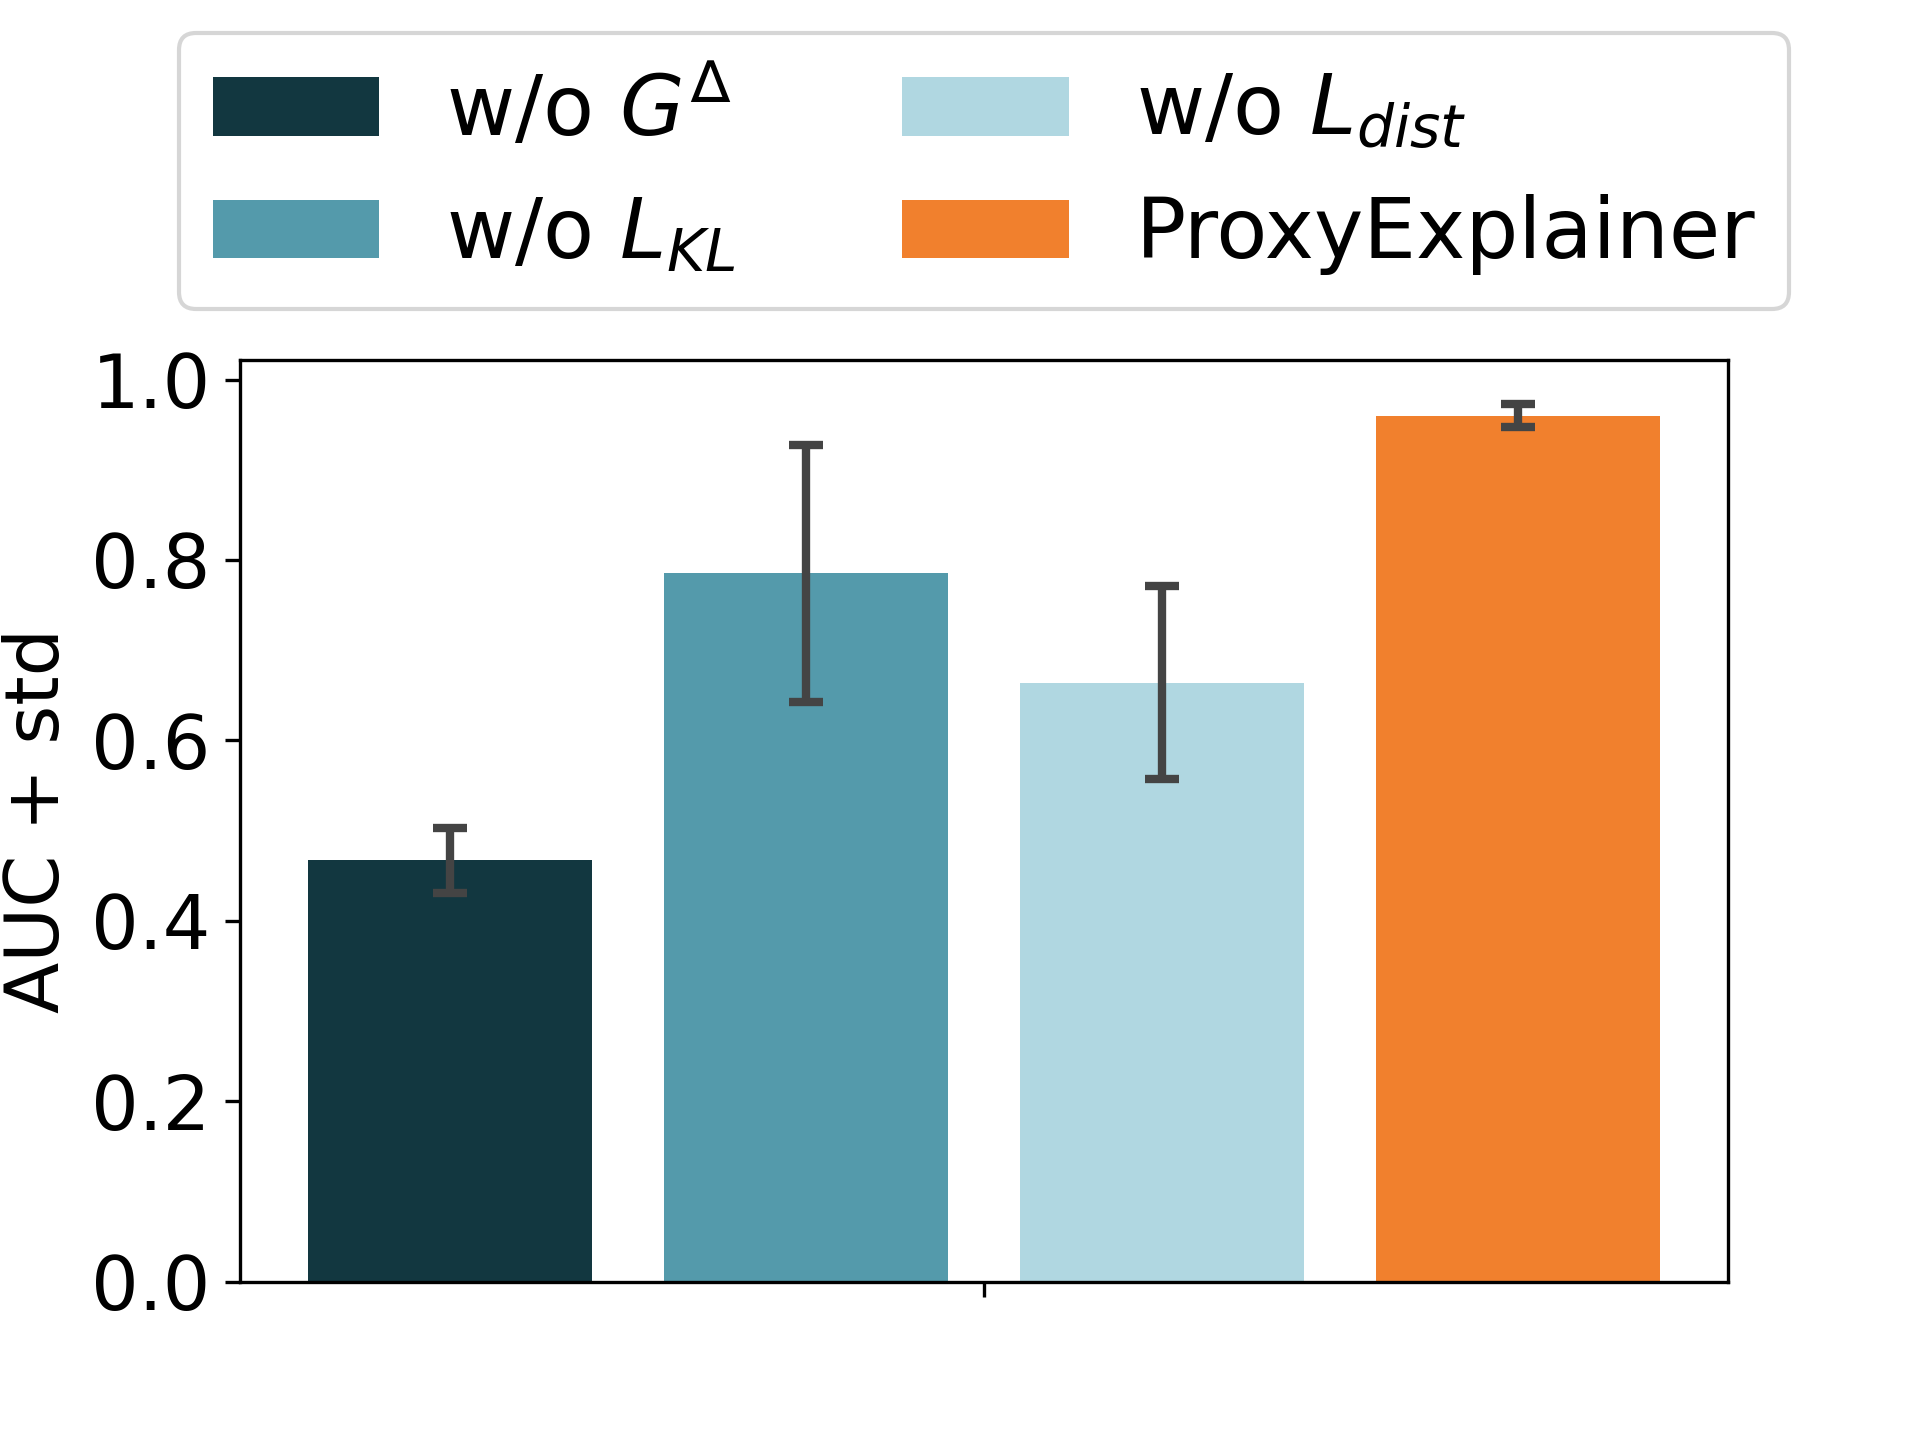 w/o G^Δ
w/o L_KL
w/o L_dist
ProxyExplainer
AUC + std
1.0
0.8
0.6
0.4
0.2
0.0